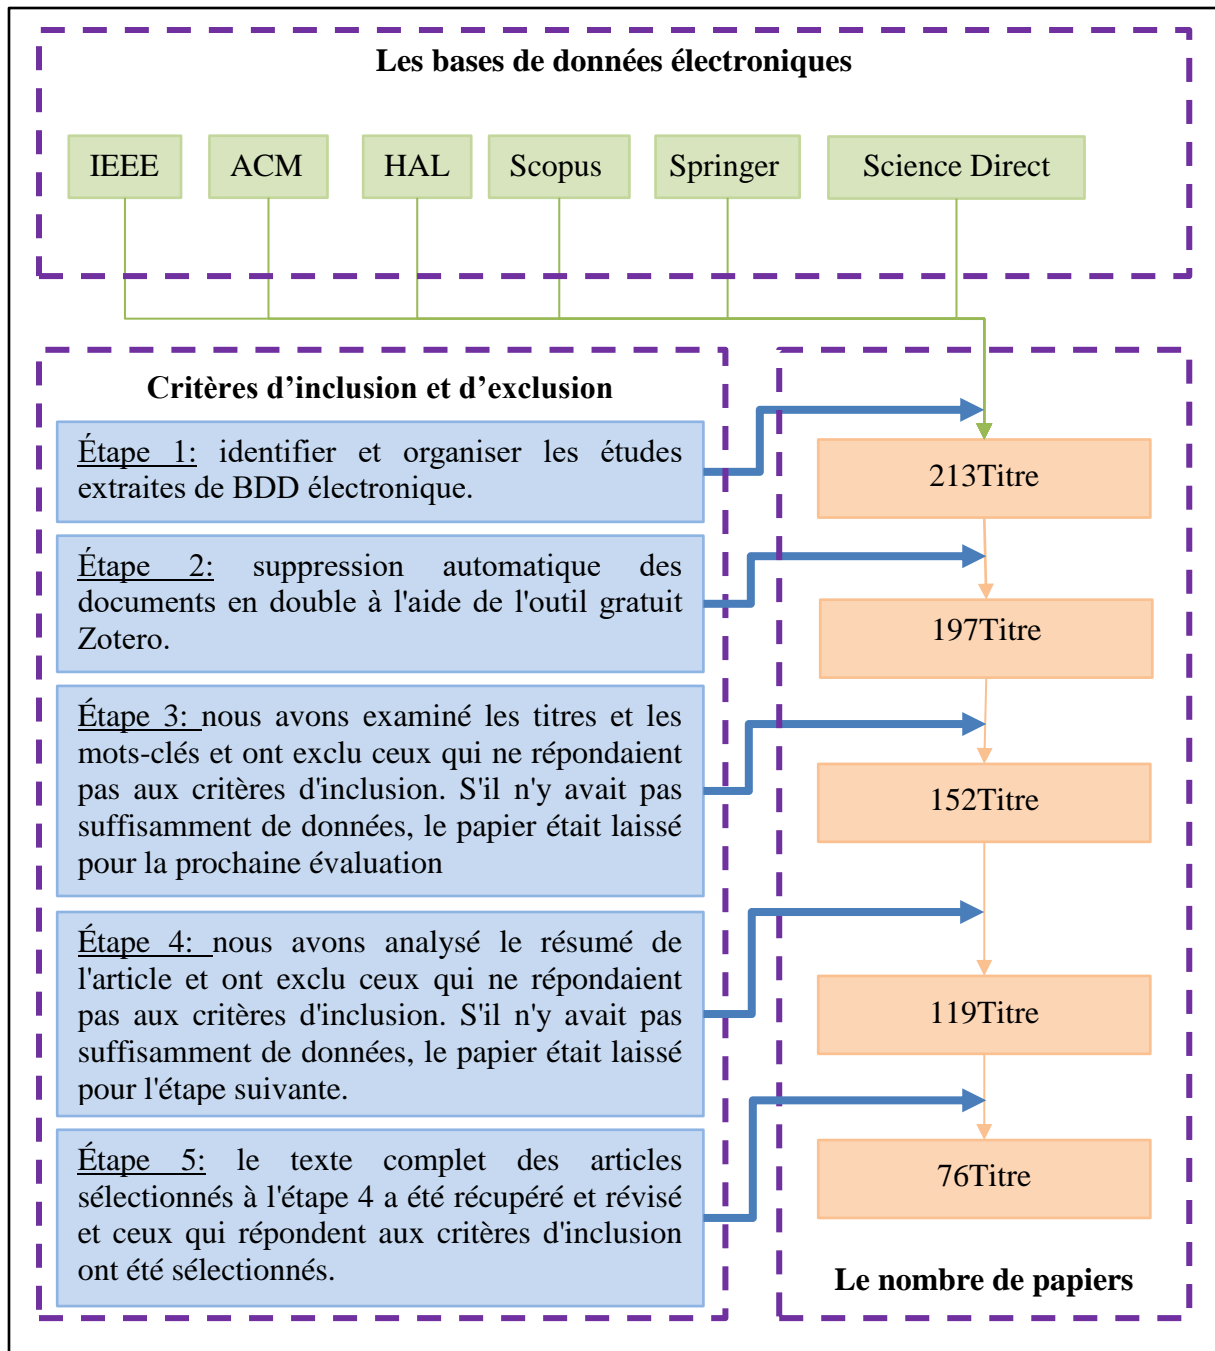 Les bases de données électroniques
IEEE
ACM
HAL
Scopus
Springer
Science Direct
Critères d’inclusion et d’exclusion
Étape 1: identifier et organiser les études
extraites de BDD électronique.
Étape 2: suppression automatique des
documents en double à l'aide de l'outil gratuit
Zotero.
Étape 3: nous avons examiné les titres et les
mots-clés et ont exclu ceux qui ne répondaient
pas aux critères d'inclusion. S'il n'y avait pas
suffisamment de données, le papier était laissé
pour la prochaine évaluation
Étape 4: nous avons analysé le résumé de
l'article et ont exclu ceux qui ne répondaient
pas aux critères d'inclusion. S'il n'y avait pas
suffisamment de données, le papier était laissé
pour l'étape suivante.
Étape 5: le texte complet des articles
sélectionnés à l'étape 4 a été récupéré et révisé
et ceux qui répondent aux critères d'inclusion
ont été sélectionnés.
213Titre
197Titre
152Titre
119Titre
76Titre
Le nombre de papiers